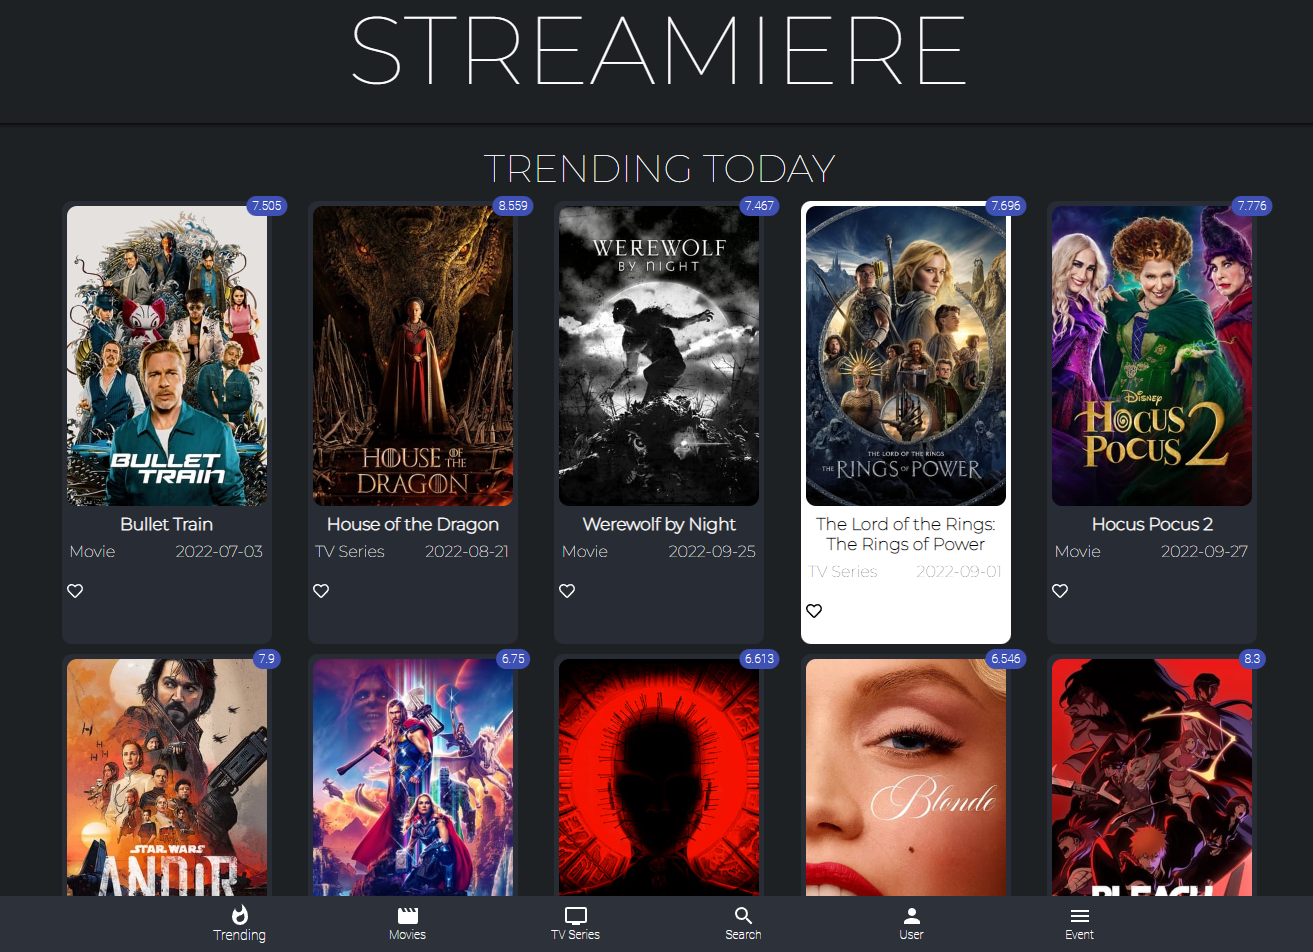 STREAMIERE
TRENDING TODAY
7.505
8.559
7.467
7.696
7.776
BULLET
TRAIN
HOUSE OF THE
DRAGON
WEREWOLF
BY NIGHT
THE LORD OF THE RINGS
THE RINGS OF POWER
Disney
HOCUS
POCUS 2
Bullet Train
Movie 2022-07-03
House of the Dragon
TV Series 2022-08-21
Werewolf by Night
Movie 2022-09-25
The Lord of the Rings:
The Rings of Power
TV Series 2022-09-01
Hocus Pocus 2
Movie 2022-09-27
7.9
6.75
6.613
6.546
8.3
STAR WARS
ANDOR
Blonde
BLEACH
Trending
Movies
TV Series
Search
User
Event